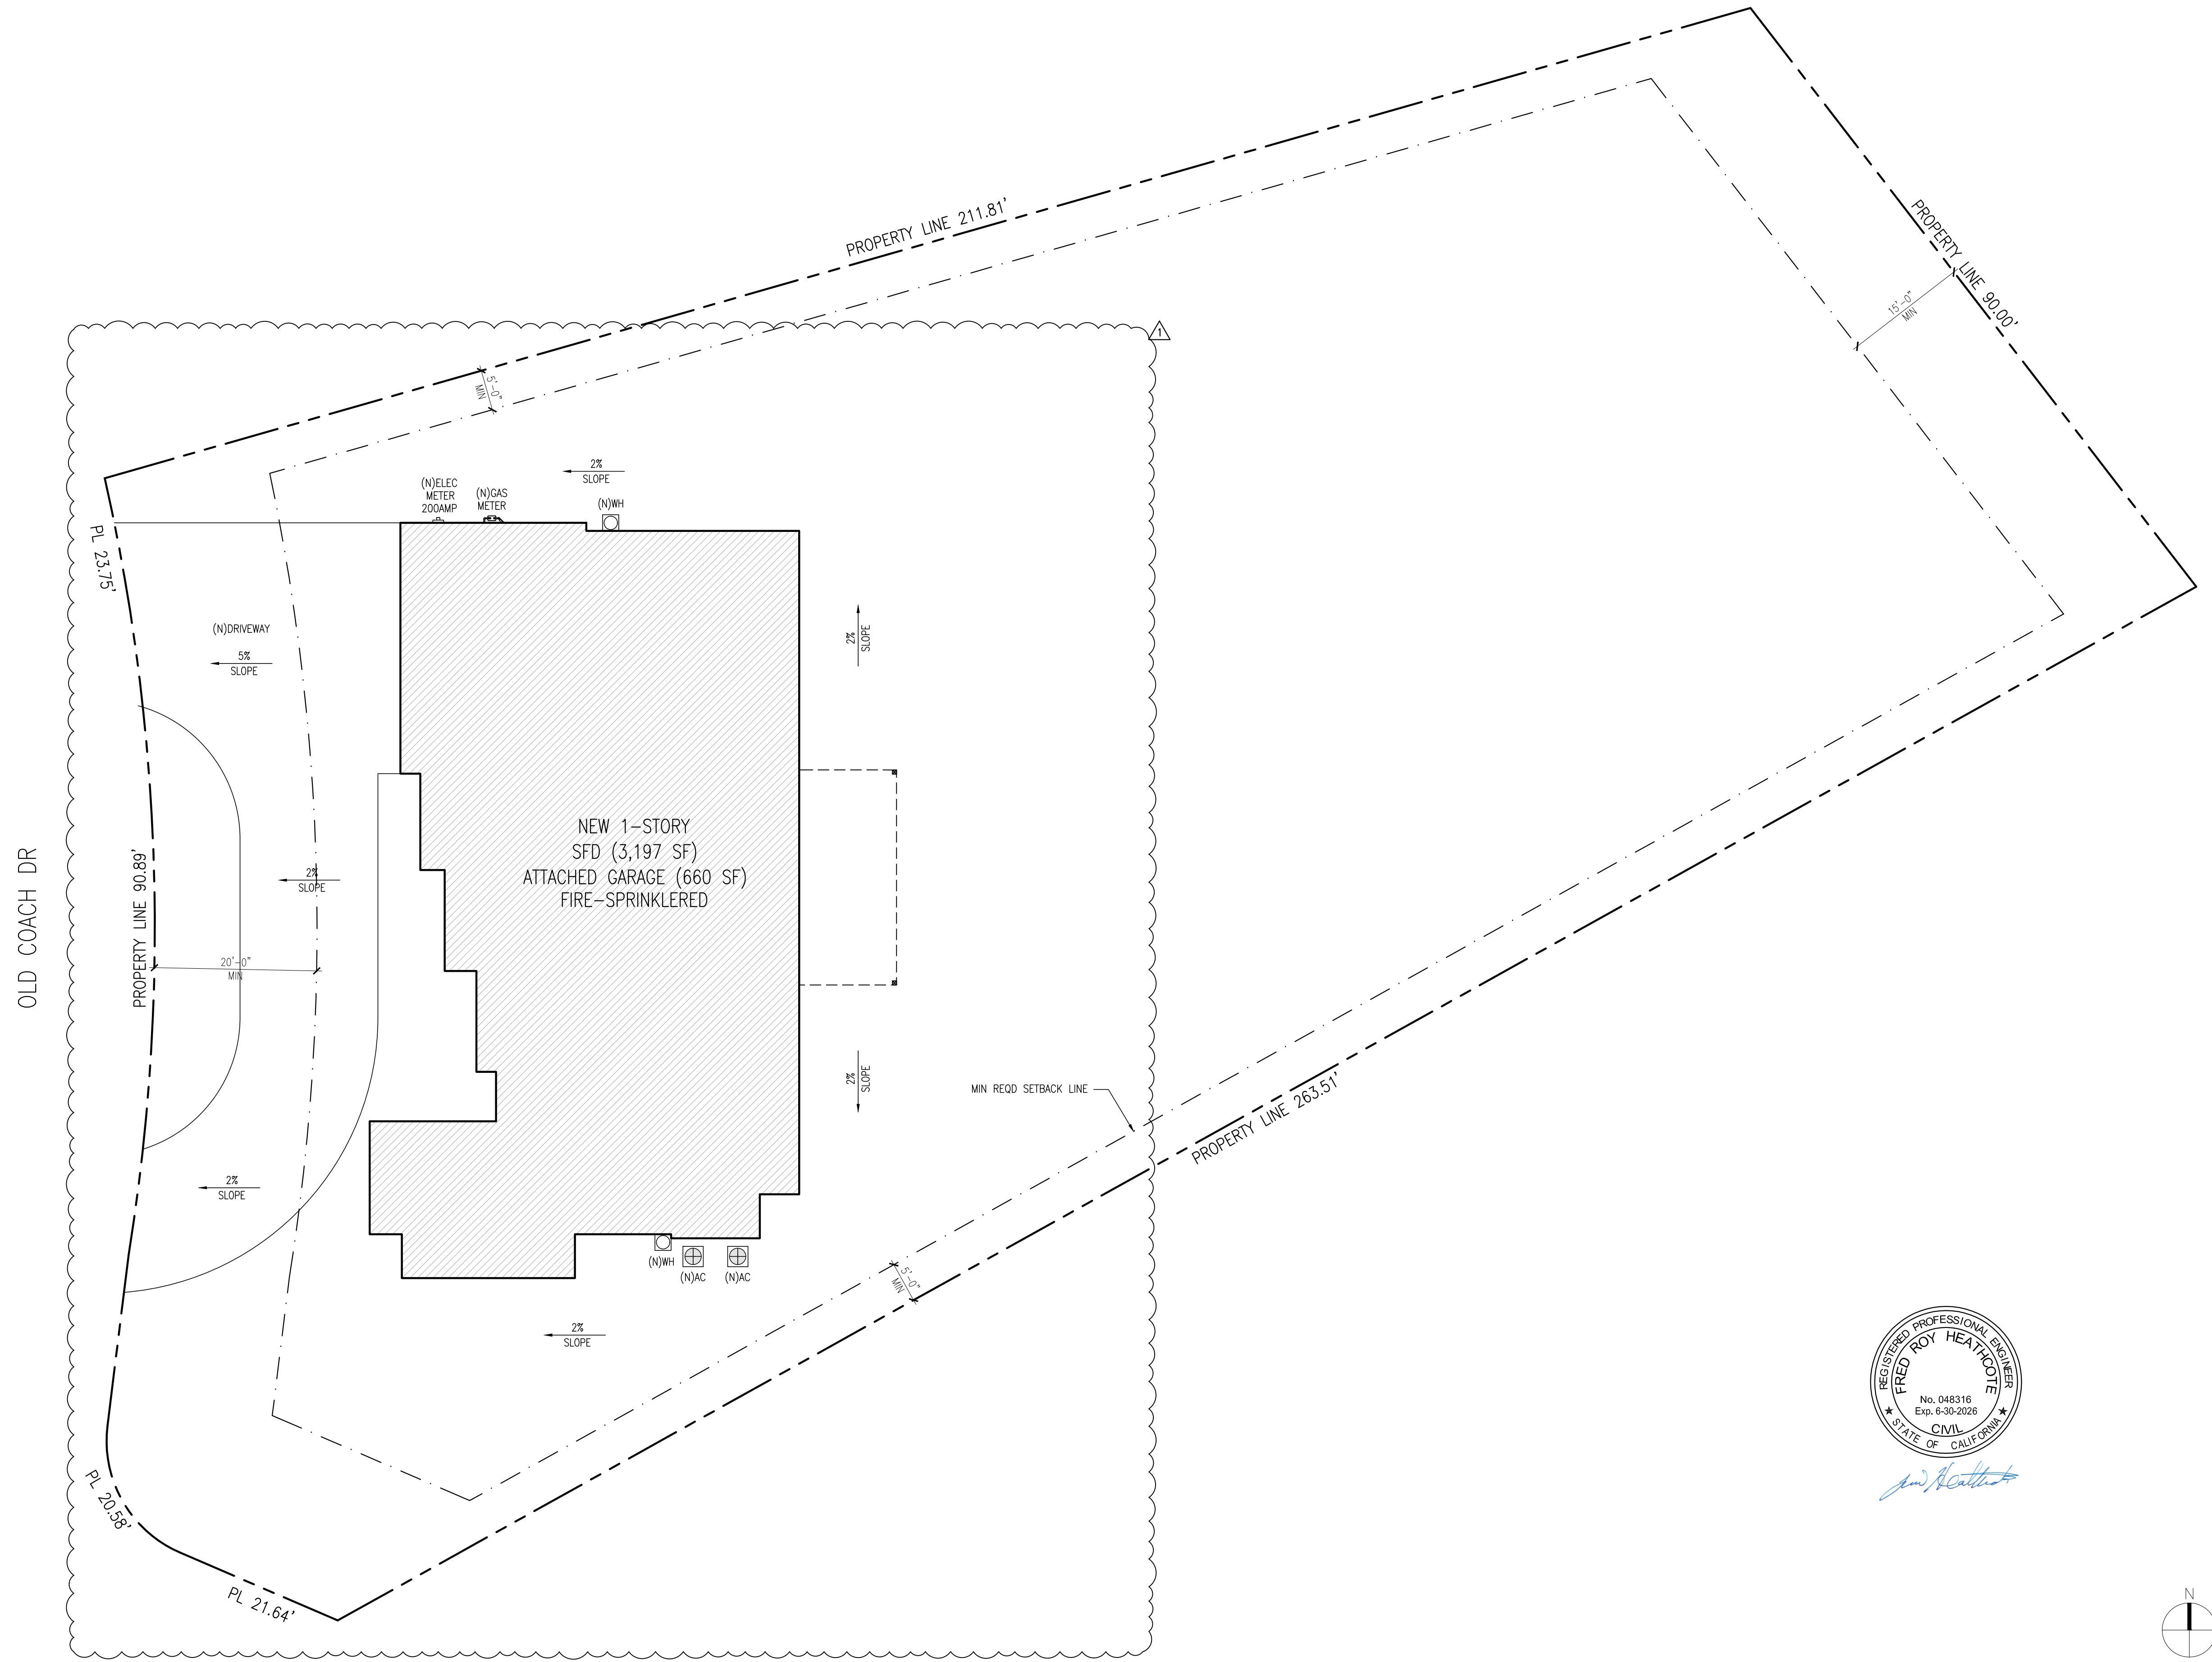 PROPERTY LINE 211.81'
PROPERTY LINE 90.00'
15'-0"
MIN
1
5'-0"
MIN
2%
SLOPE
(N)ELEC
METER
200AMP
(N)GAS
METER
(N)WH
PL 23.75'
(N)DRIVEWAY
5%
SLOPE
2%
SLOPE
NEW 1-STORY
SFD (3,197 SF)
ATTACHED GARAGE (660 SF)
FIRE-SPRINKLERED
OLD COACH DR
PROPERTY LINE 90.89'
2%
SLOPE
20'-0"
MIN
2%
SLOPE
MIN REQD SETBACK LINE
PROPERTY LINE 263.51'
2%
SLOPE
(N)WH
(N)AC
(N)AC
5'-0"
MIN
2%
SLOPE
PL 20.58'
PL 21.64'
REGISTERED PROFESSIONAL ENGINEER
FRED ROY HEATHCOTE
No. 048316
Exp. 6-30-2026
CIVIL
STATE OF CALIFORNIA
N